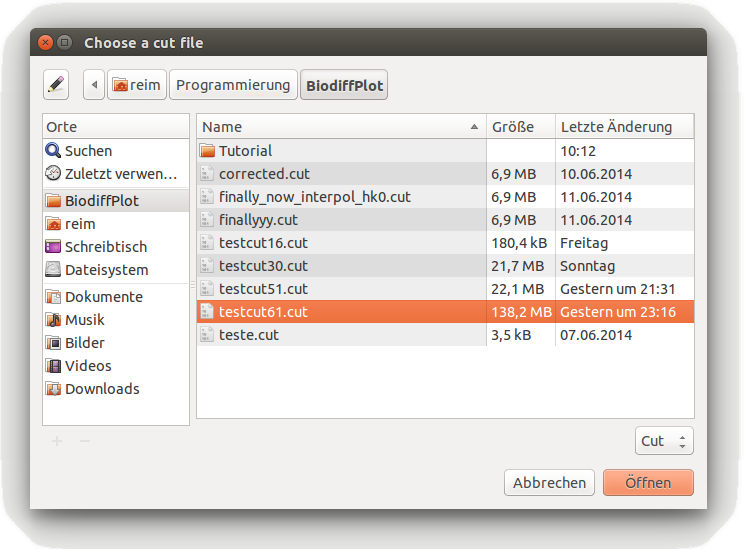 Choose a cut file
reim Programmierung BiodiffPlot
Orte
Suchen
Zuletzt verwen…
BiodiffPlot
reim
Schreibtisch
Dateisystem
Dokumente
Musik
Bilder
Videos
Downloads
Name Größe Letzte Änderung
Tutorial 10:12
corrected.cut 6,9 MB 10.06.2014
finally_now_interpol_hk0.cut 6,9 MB 11.06.2014
finallyyy.cut 6,9 MB 11.06.2014
testcut16.cut 180,4 kB Freitag
testcut30.cut 21,7 MB Sonntag
testcut51.cut 22,1 MB Gestern um 21:31
testcut61.cut 138,2 MB Gestern um 23:16
teste.cut 3,5 kB 07.06.2014
Cut
Abbrechen Öffnen